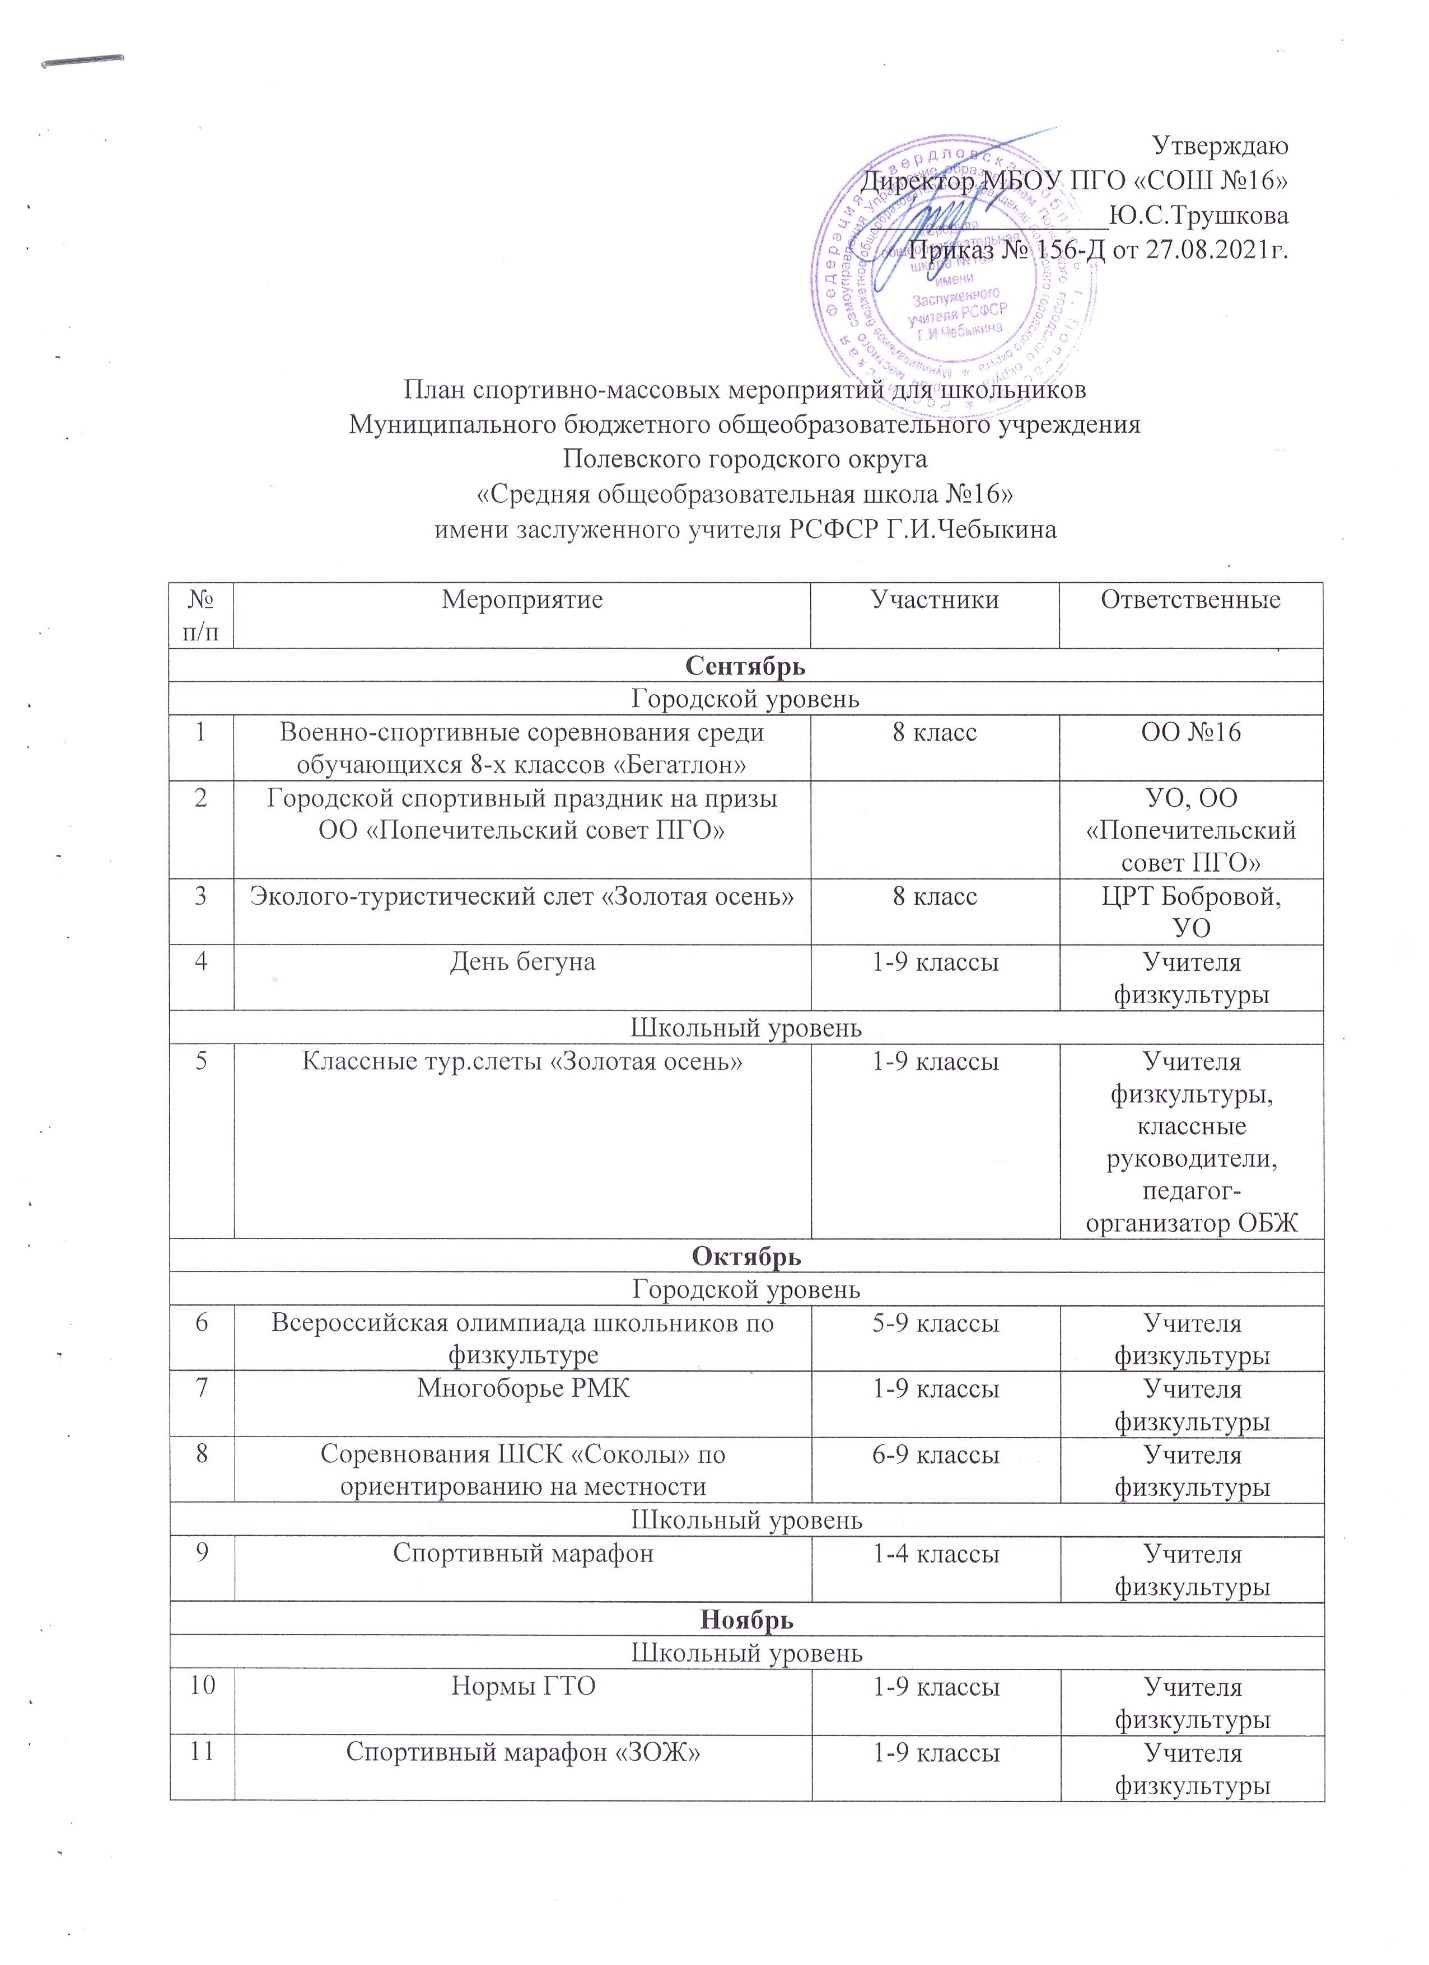 Утверждаю
Директор МБОУ ПГО «СОШ №16»
Ю.С.Трушкова
Приказ № 156-Д от 27.08.2021г.
средняя
общеобразовательная
школа №16
имени
Заслуженного
учителя РСФСР
Г.И Чебыкина
План спортивно-массовых мероприятий для школьников
Муниципального бюджетного общеобразовательного учреждения
Полевского городского округа
«Средняя общеобразовательная школа №16»
имени заслуженного учителя РСФСР Г.И.Чебыкина
№ Мероприятие Участники Ответственные
п/п
Сентябрь
Городской уровень
1 Военно-спортивные соревнования среди 8 класс ОО №16
обучающихся 8-х классов «Бегатлон»
2 Городской спортивный праздник на призы УО, ОО
ОО «Попечительский совет ПГО» «Попечительский
совет ПГО»
3 Эколого-туристический слет «Золотая осень» 8 класс ЦРТ Бобровой,
УО
4 День бегуна 1-9 классы Учителя
физкультуры
Школьный уровень
5 Классные тур.слеты «Золотая осень» 1-9 классы Учителя
физкультуры,
классные
руководители,
педагог-
организатор ОБЖ
Октябрь
Городской уровень
6 Всероссийская олимпиада школьников по 5-9 классы Учителя
физкультуре физкультуры
7 Многоборье РМК 1-9 классы Учителя
физкультуры
8 Соревнования ШСК «Соколы» по 6-9 классы Учителя
ориентированию на местности физкультуры
Школьный уровень
9 Спортивный марафон 1-4 классы Учителя
физкультуры
Ноябрь
Школьный уровень
10 Нормы ГТО 1-9 классы Учителя
физкультуры
11 Спортивный марафон «ЗОЖ» 1-9 классы Учителя
физкультуры